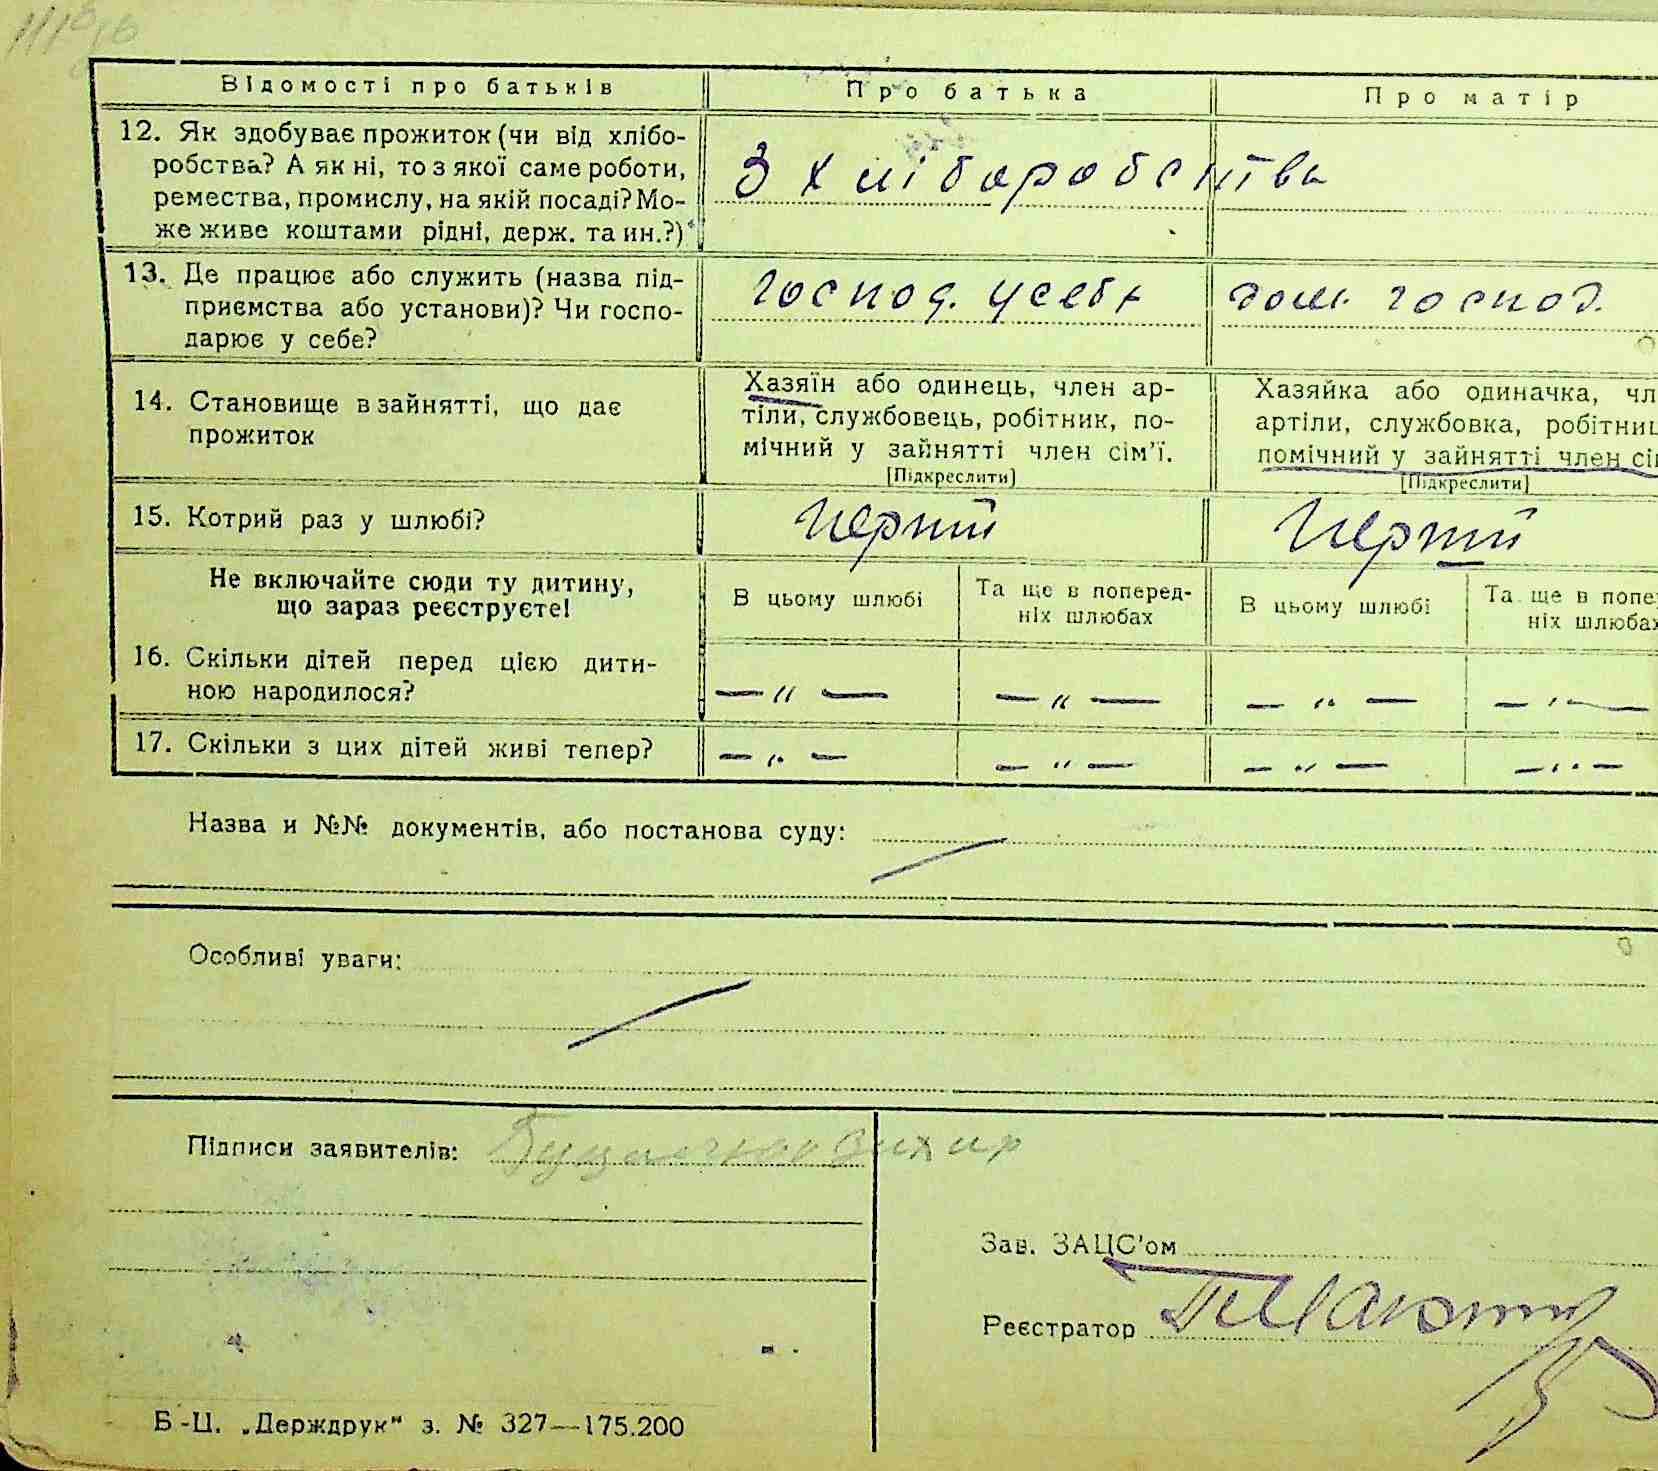 Відомості про батьків
Про батька
Про матір
12. Як здобуває прожиток (чи від хлібо-
робства? А як ні, то з якої саме роботи,
ремества, промислу, на якій посаді? Мо-
же живе коштами рідні, держ. та ин.?)
З хліборобства
13. Де працює або служить (назва під-
приємства або установи)? Чи госпо-
дарює у себе?
господ. у себе
дом. господ.
14. Становище в зайнятті, що дає
прожиток
Хазяїн або одинець, член ар-
тіли, службовець, робітник, по-
мічний у зайнятті член сім'ї.
[Підкреслити]
Хазяйка або одиначка, чл
артіли, службовка, робітниц
помічний у зайнятті член сі
[Підкреслити]
15. Котрий раз у шлюбі?
Перший
Перший
Не включайте сюди ту дитину,
що зараз реєструєте!
В цьому шлюбі
Та ще в поперед-
ніх шлюбах
В цьому шлюбі
Та ще в попе
ніх шлюбах
16. Скільки дітей перед цією дити-
ною народилося?
— „ —
— „ —
— „ —
— „ —
17. Скільки з цих дітей живі тепер?
— „ —
— „ —
— „ —
— „ —
Назва и №№ документів, або постанова суду:
Особливі уваги:
Підписи заявителів:
Зав. ЗАЦС'ом
Реєстратор
Б-Ц. „Держдрук" з. № 327—175.200